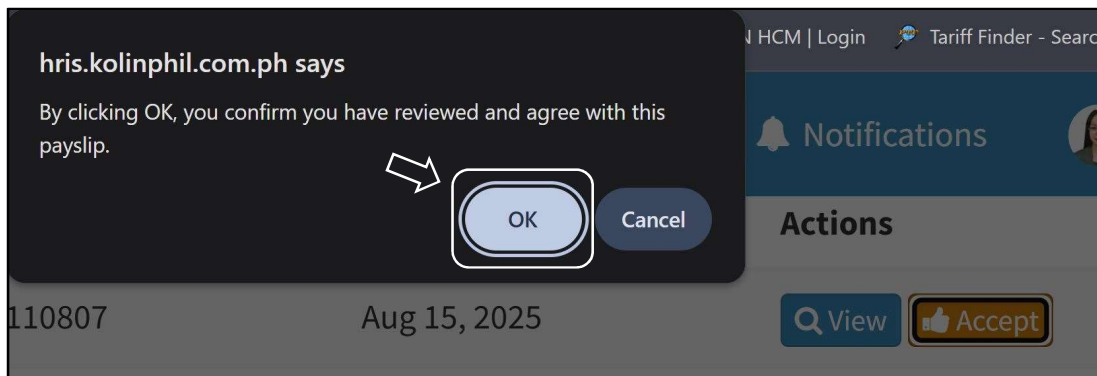 N HCM | Login Tariff Finder - Searc
hris.kolinphil.com.ph says
By clicking OK, you confirm you have reviewed and agree with this
payslip.
Notifications
OK Cancel
Actions
110807 Aug 15, 2025 View Accept